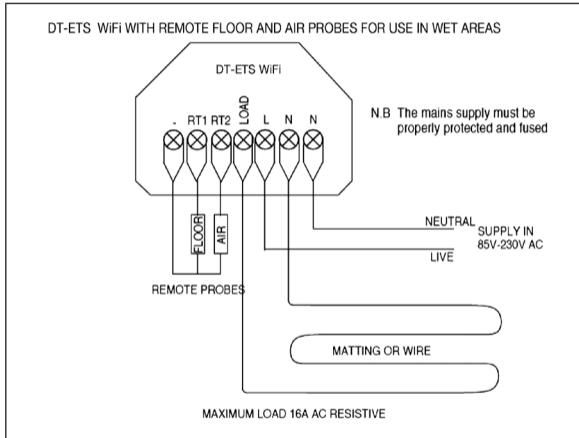 DT-ETS WiFi WITH REMOTE FLOOR AND AIR PROBES FOR USE IN WET AREAS
DT-ETS WiFi
N.B The mains supply must be
properly protected and fused
- RT1 RT2 LOAD L N N
FLOOR
AIR
NEUTRAL
SUPPLY IN
85V-230V AC
LIVE
REMOTE PROBES
MATTING OR WIRE
MAXIMUM LOAD 16A AC RESISTIVE